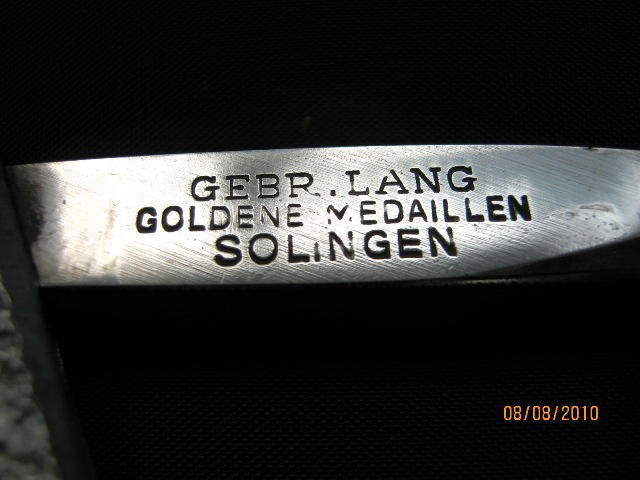 GEBR. LANG
GOLDENE MEDAILLEN
SOLINGEN
08/08/2010